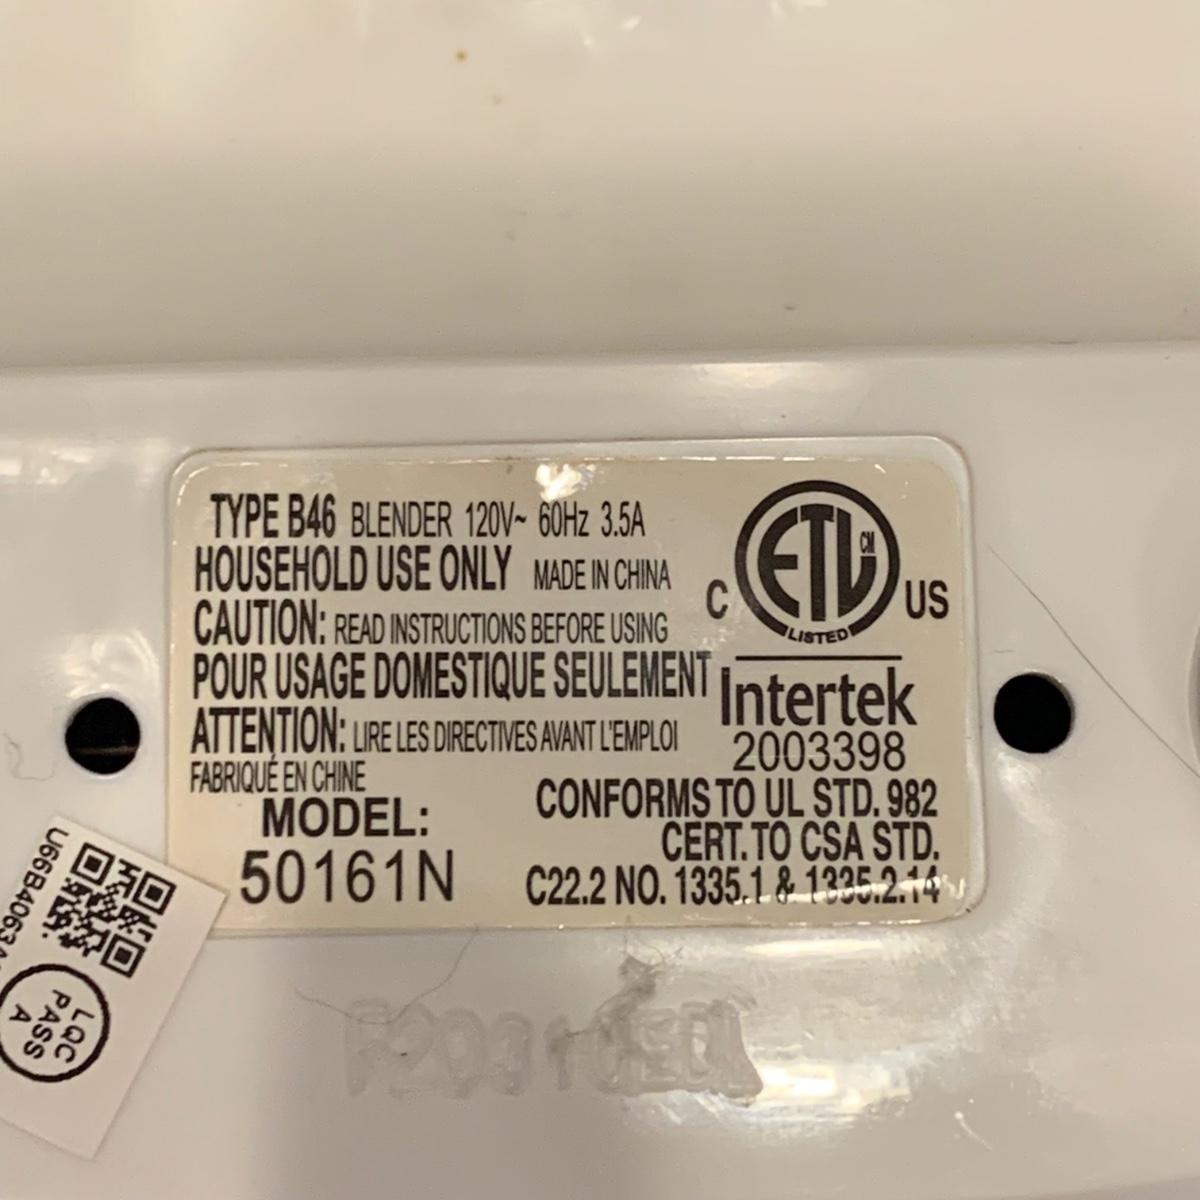 TYPE B46 BLENDER 120V~ 60Hz 3.5A
HOUSEHOLD USE ONLY MADE IN CHINA
CAUTION: READ INSTRUCTIONS BEFORE USING
POUR USAGE DOMESTIQUE SEULEMENT
ATTENTION: LIRE LES DIRECTIVES AVANT L'EMPLOI
FABRIQUÉ EN CHINE
MODEL:
50161N
C ETL CM US
LISTED
Intertek
2003398
CONFORMS TO UL STD. 982
CERT. TO CSA STD.
C22.2 NO. 1335.1 & 1335.2.14
LQC
PASS
A